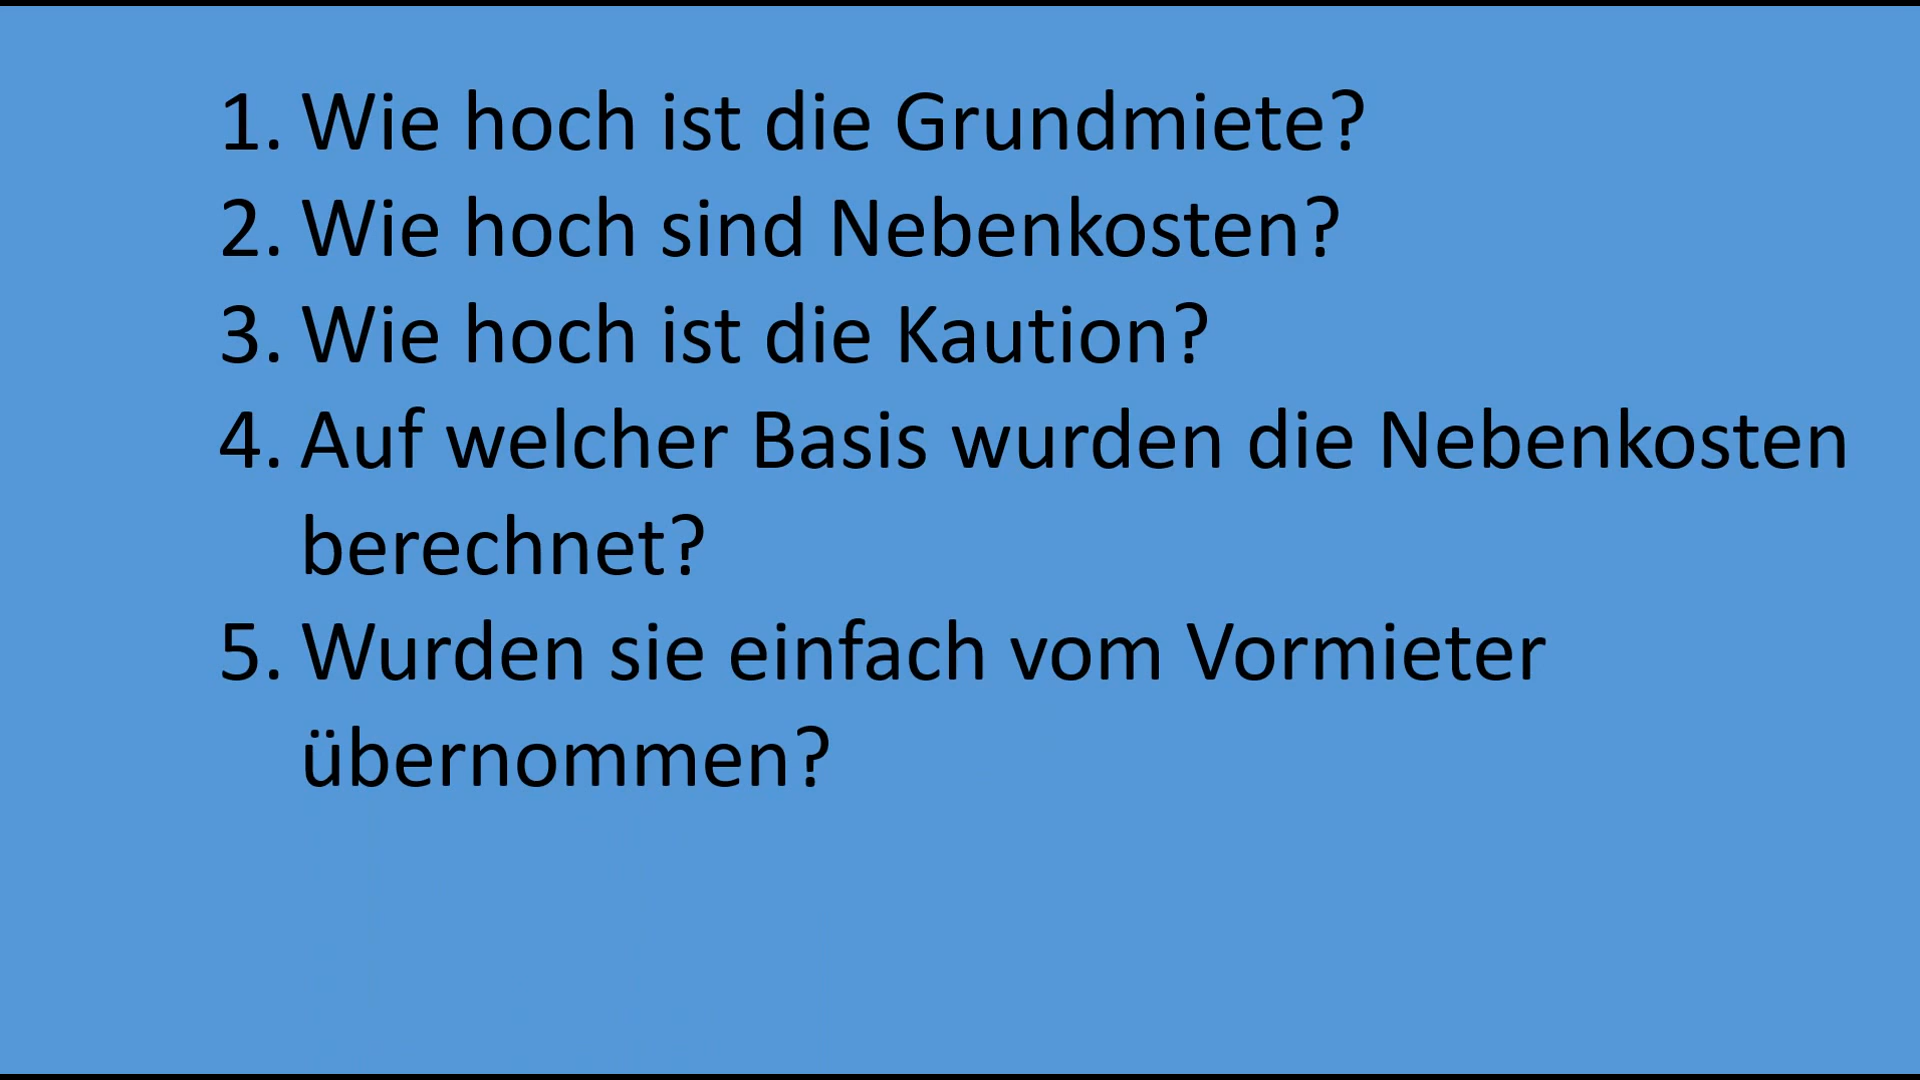 1. Wie hoch ist die Grundmiete?
2. Wie hoch sind Nebenkosten?
3. Wie hoch ist die Kaution?
4. Auf welcher Basis wurden die Nebenkosten
berechnet?
5. Wurden sie einfach vom Vormieter
übernommen?